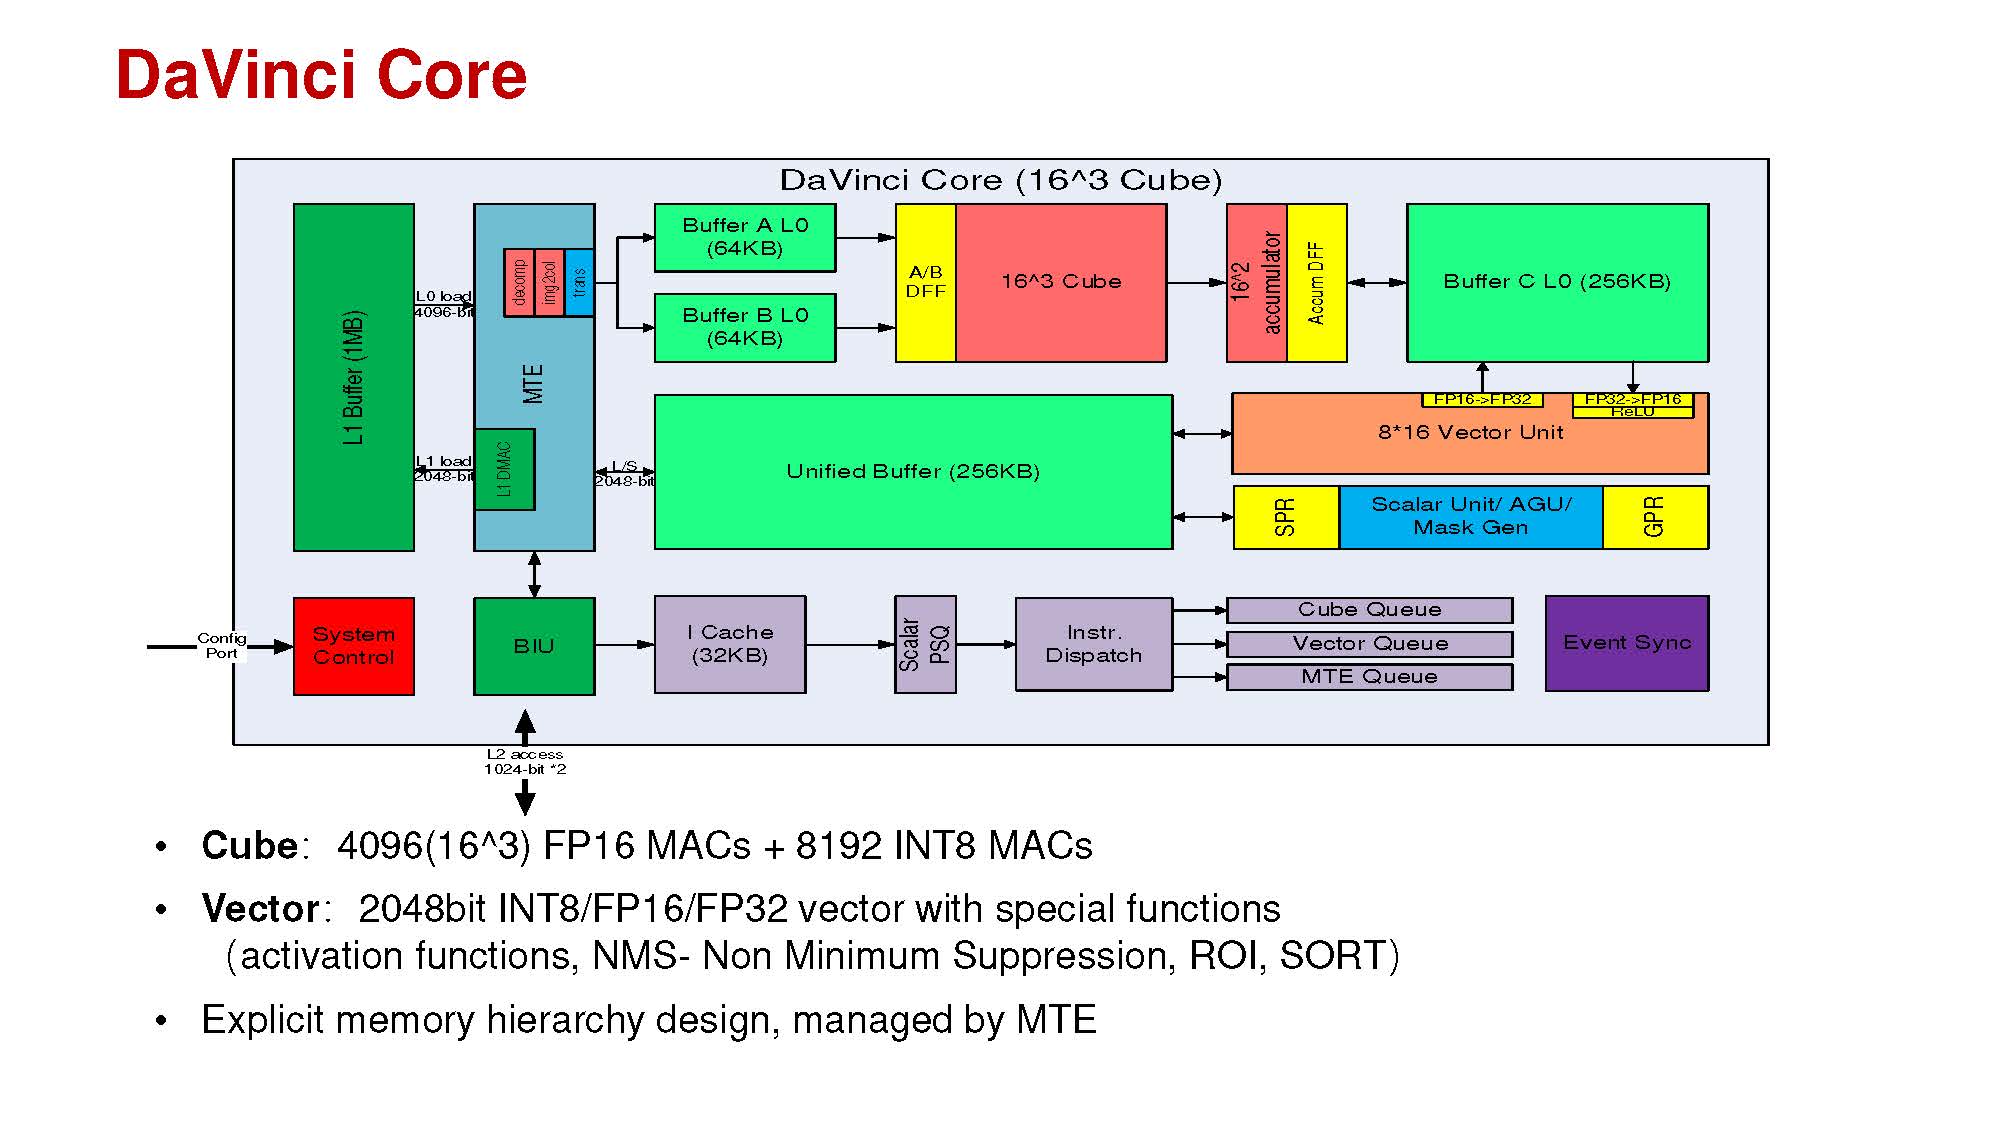 DaVinci Core
DaVinci Core (16^3 Cube)
L1 Buffer (1MB)
L0 load
4096-bit
L1 load
2048-bit
MTE
decomp
img2col
trans
L1 DMAC
L/S
2048-bit
Buffer A L0
(64KB)
Buffer B L0
(64KB)
A/B
DFF
16^3 Cube
16^2
accumulator
Accum DFF
Buffer C L0 (256KB)
FP16->FP32
FP32->FP16
ReLU
8*16 Vector Unit
Unified Buffer (256KB)
SPR
Scalar Unit/ AGU/
Mask Gen
GPR
Config
Port
System
Control
BIU
I Cache
(32KB)
Scalar
PSQ
Instr.
Dispatch
Cube Queue
Vector Queue
MTE Queue
Event Sync
L2 access
1024-bit *2
• Cube： 4096(16^3) FP16 MACs + 8192 INT8 MACs
• Vector： 2048bit INT8/FP16/FP32 vector with special functions
（activation functions, NMS- Non Minimum Suppression, ROI, SORT）
• Explicit memory hierarchy design, managed by MTE